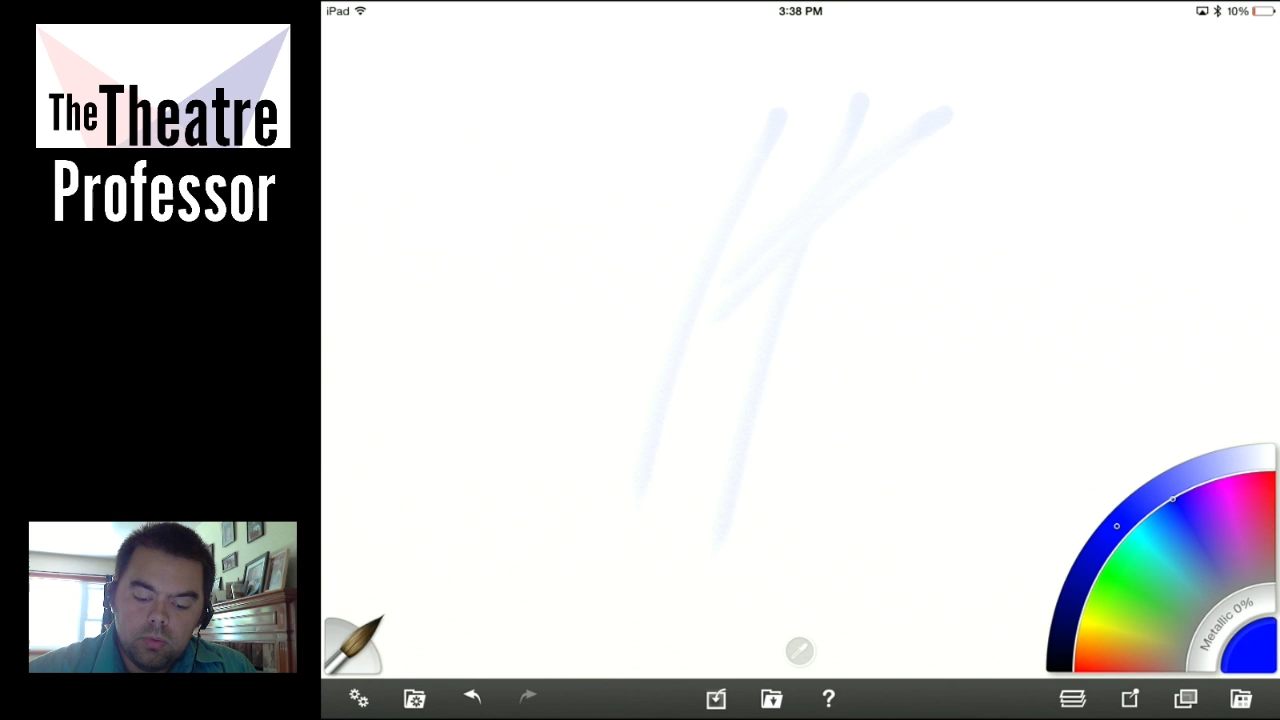 The Theatre
Professor
iPad
3:38 PM
10%
Metallic 0%
?